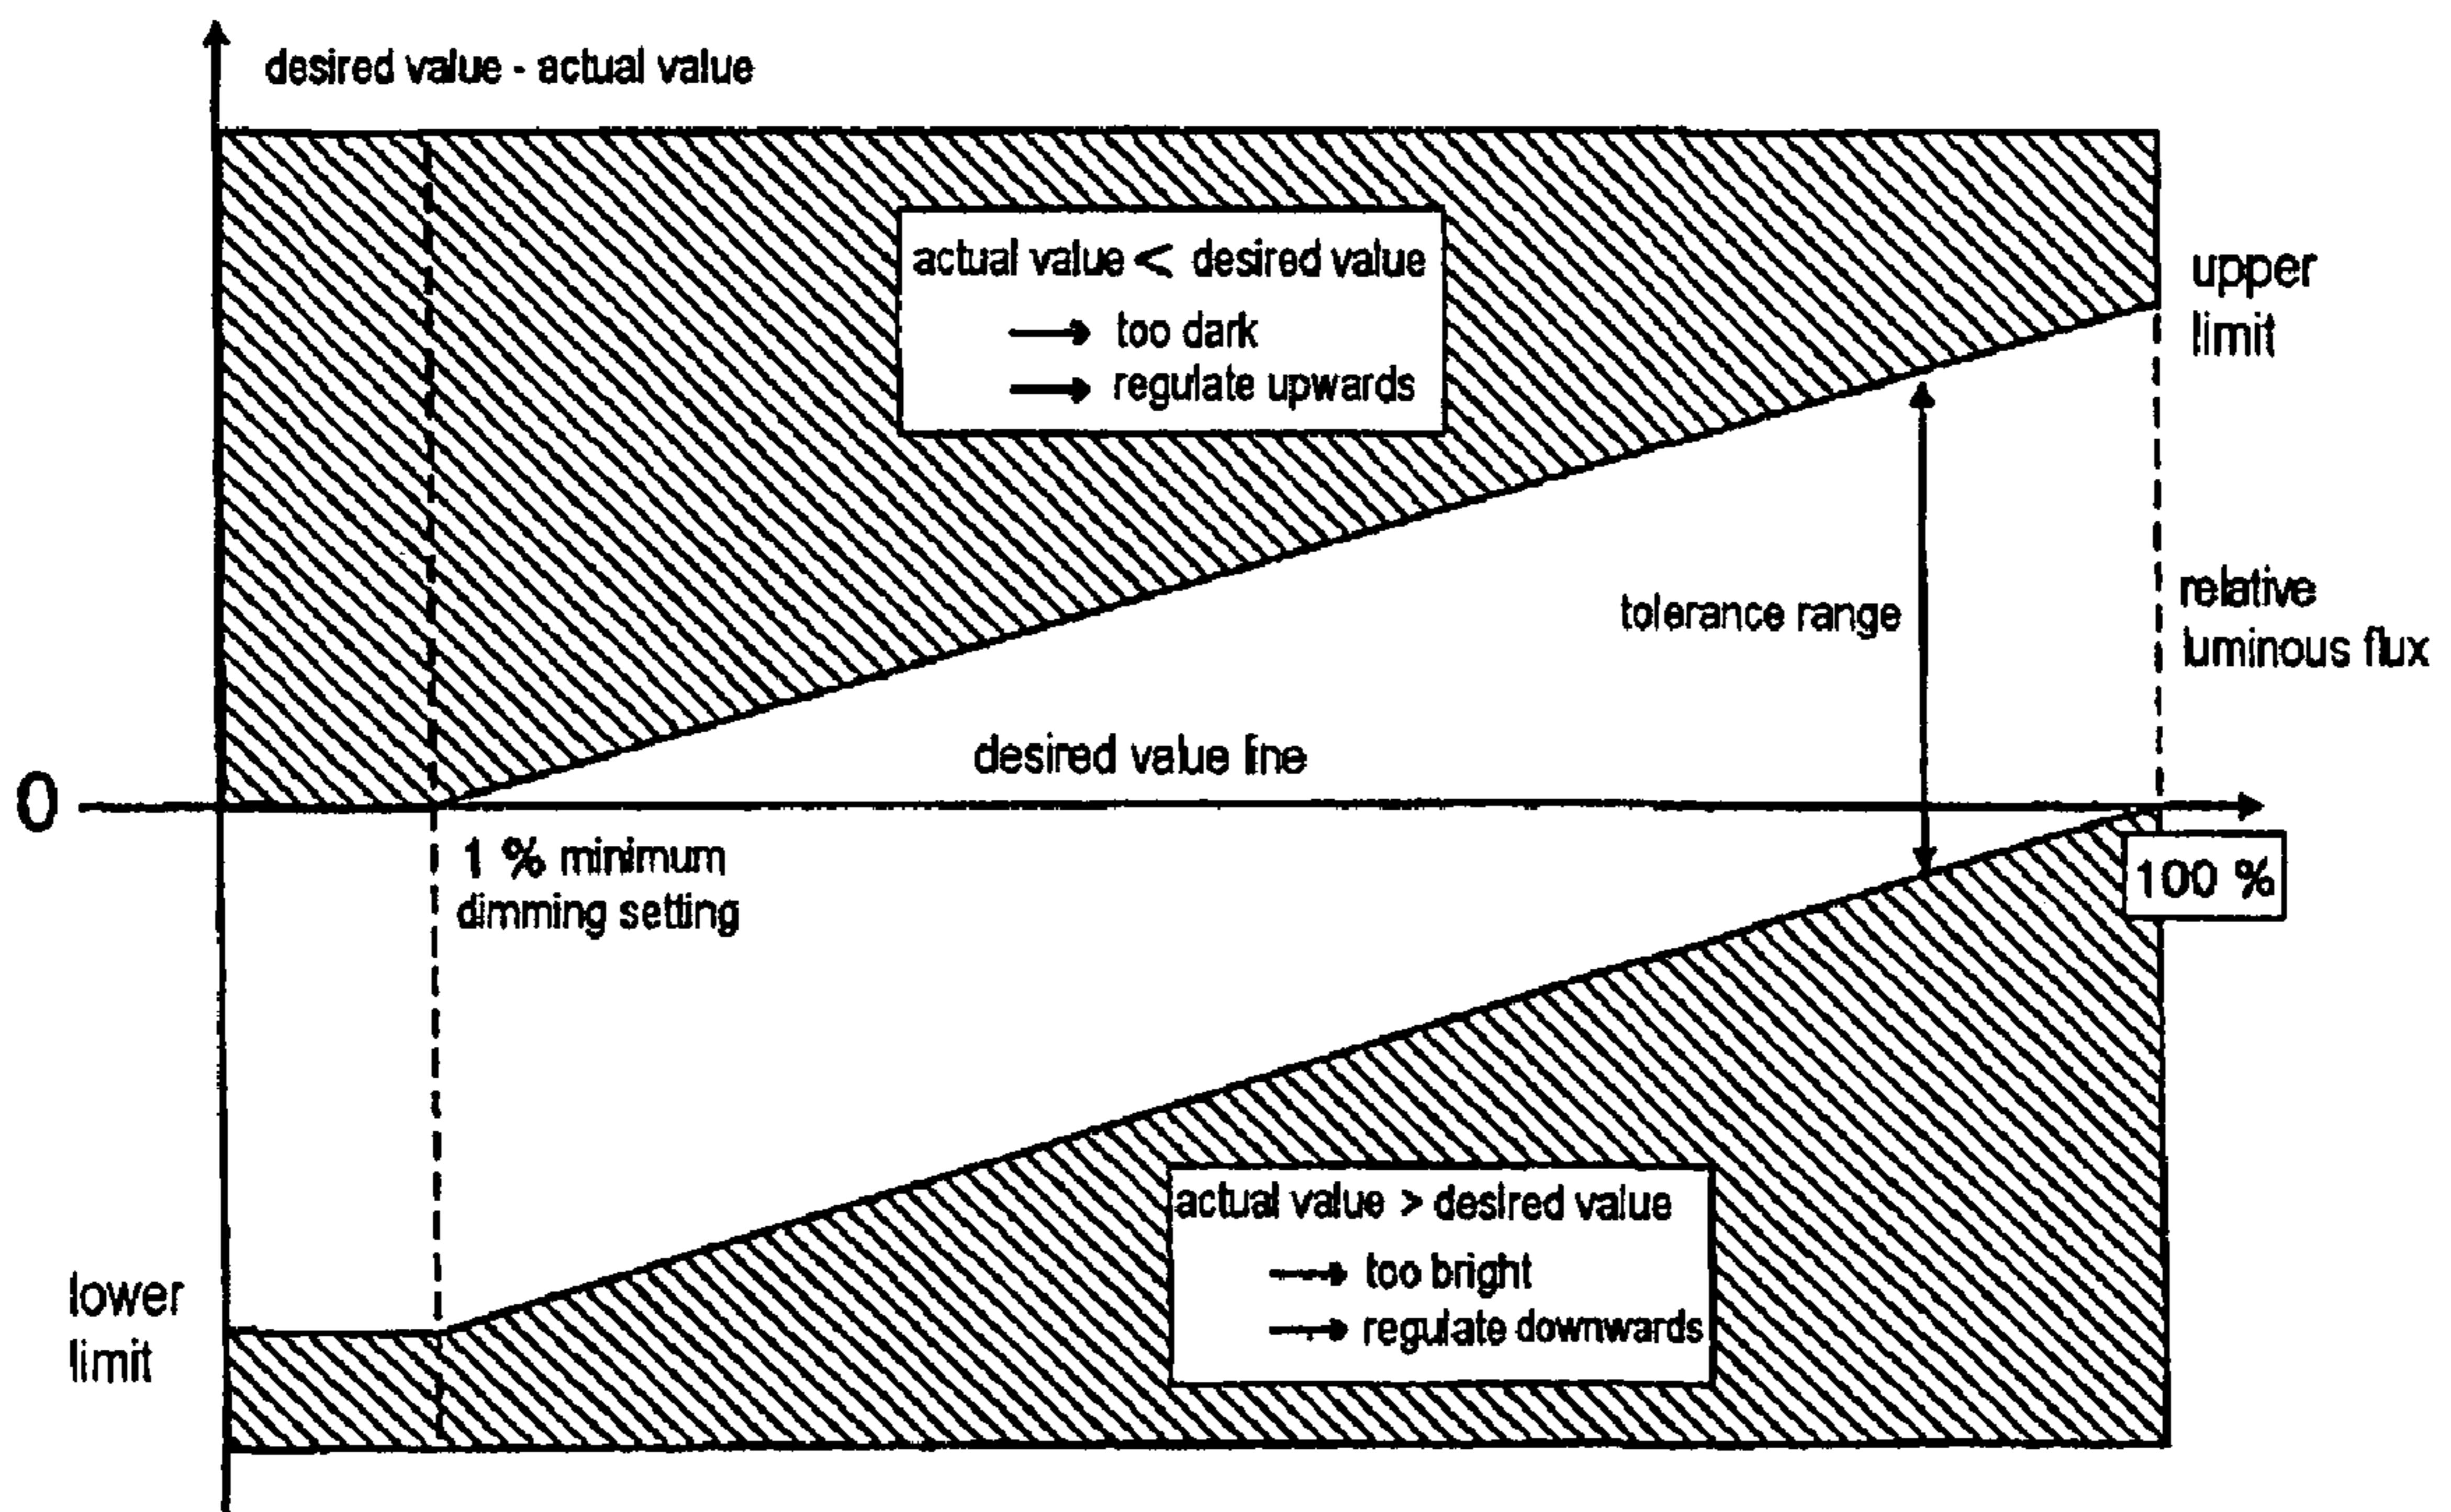 desired value - actual value
actual value < desired value
→ too dark
→ regulate upwards
upper
limit
tolerance range
relative
luminous flux
desired value line
0
1 % minimum
dimming setting
100 %
actual value > desired value
→ too bright
→ regulate downwards
lower
limit